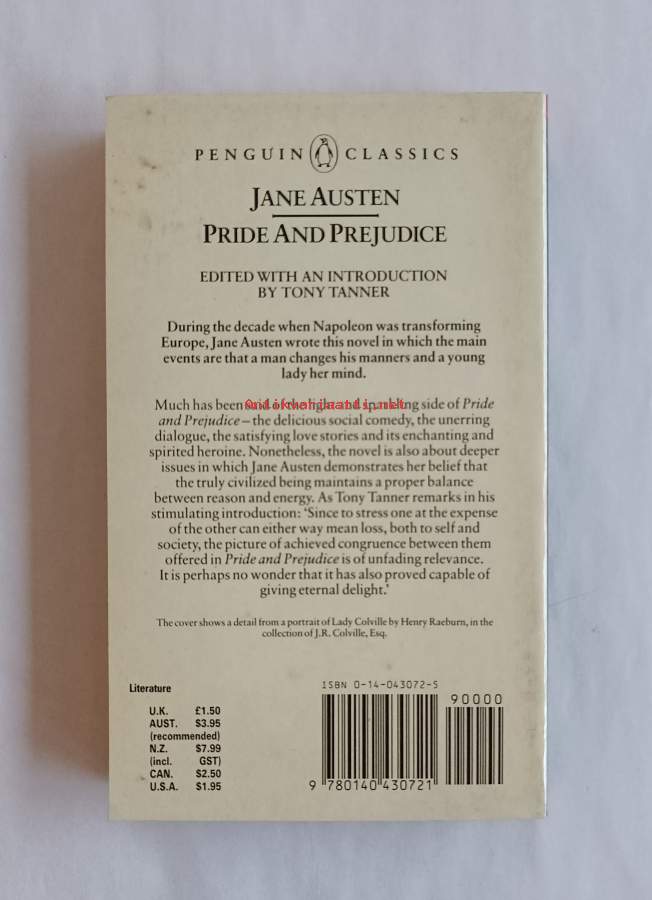 PENGUIN CLASSICS
JANE AUSTEN
PRIDE AND PREJUDICE
EDITED WITH AN INTRODUCTION
BY TONY TANNER
During the decade when Napoleon was transforming
Europe, Jane Austen wrote this novel in which the main
events are that a man changes his manners and a young
lady her mind.
Much has been said of the light and sparkling side of Pride
and Prejudice – the delicious social comedy, the unerring
dialogue, the satisfying love stories and its enchanting and
spirited heroine. Nonetheless, the novel is also about deeper
issues in which Jane Austen demonstrates her belief that
the truly civilized being maintains a proper balance
between reason and energy. As Tony Tanner remarks in his
stimulating introduction: 'Since to stress one at the expense
of the other can either way mean loss, both to self and
society, the picture of achieved congruence between them
offered in Pride and Prejudice is of unfading relevance.
It is perhaps no wonder that it has also proved capable of
giving eternal delight.'
The cover shows a detail from a portrait of Lady Colville by Henry Raeburn, in the
collection of J.R. Colville, Esq.
Literature
U.K. £1.50
AUST. $3.95
(recommended)
N.Z. $7.99
(incl. GST)
CAN. $2.50
U.S.A. $1.95
ISBN 0-14-043072-5
90000
9 780140 430721